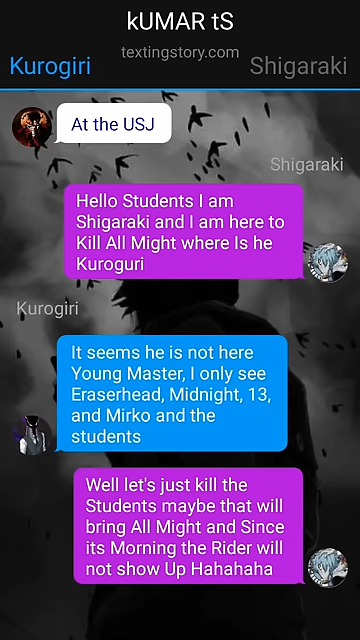 kUMAR tS
textingstory.com
Kurogiri
Shigaraki
At the USJ
Shigaraki
Hello Students I am
Shigaraki and I am here to
Kill All Might where Is he
Kuroguri
Kurogiri
It seems he is not here
Young Master, I only see
Eraserhead, Midnight, 13,
and Mirko and the
students
Well let's just kill the
Students maybe that will
bring All Might and Since
its Morning the Rider will
not show Up Hahahaha